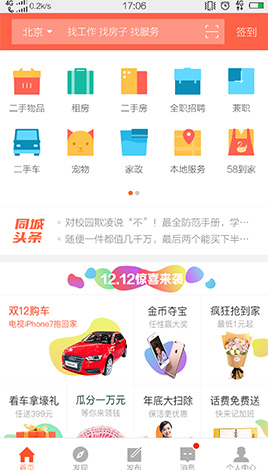 4G 0.2K/s 17:06
北京 找工作 找房子 找服务 签到
二手物品 租房 二手房 全职招聘 兼职
二手车 宠物 家政 本地服务 58到家
同城
头条
对校园欺凌说“不”！最全防范手册，学...
随便一件都值几千万，最后两个能买下半...
12.12惊喜来袭
双12购车
电视iPhone7抱回家
金币夺宝
任性赢大奖
疯狂抢到家
最低1元起
看车拿壕礼
任送399元
瓜分一万元
等你来领钱
年底大扫除
保洁更优惠
话费免费送
快来记加班
首页 发现 发布 消息 个人中心